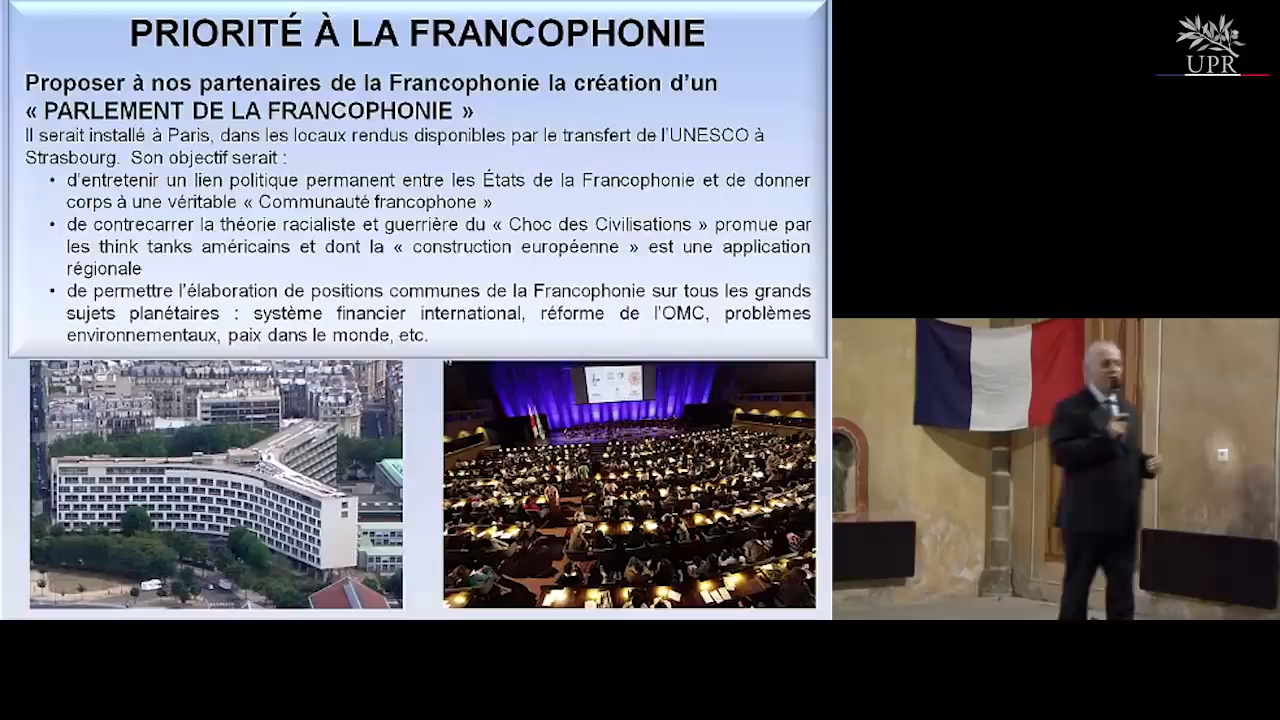 PRIORITÉ À LA FRANCOPHONIE
Proposer à nos partenaires de la Francophonie la création d'un
« PARLEMENT DE LA FRANCOPHONIE »
Il serait installé à Paris, dans les locaux rendus disponibles par le transfert de l'UNESCO à
Strasbourg. Son objectif serait :
• d'entretenir un lien politique permanent entre les États de la Francophonie et de donner
corps à une véritable « Communauté francophone »
• de contrecarrer la théorie racialiste et guerrière du « Choc des Civilisations » promue par
les think tanks américains et dont la « construction européenne » est une application
régionale
• de permettre l'élaboration de positions communes de la Francophonie sur tous les grands
sujets planétaires : système financier international, réforme de l'OMC, problèmes
environnementaux, paix dans le monde, etc.
UPR